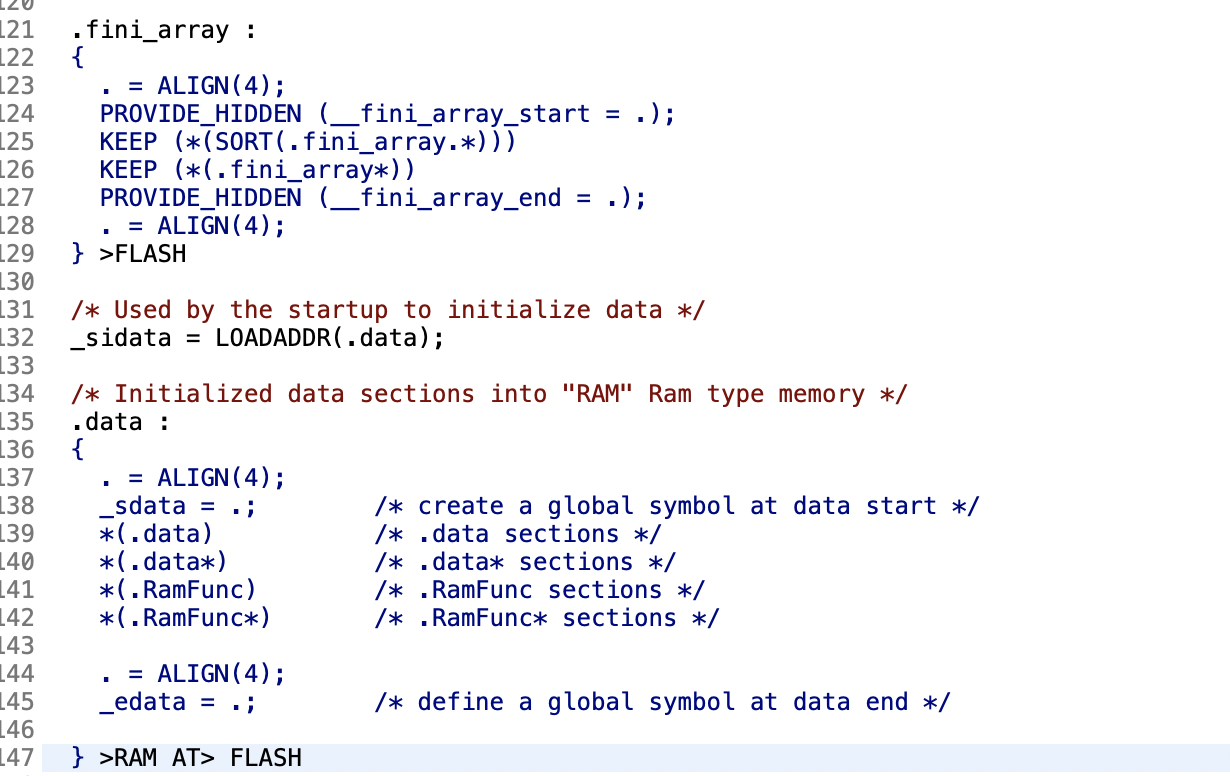 120
121 .fini_array :
122 {
123 . = ALIGN(4);
124 PROVIDE_HIDDEN (__fini_array_start = .);
125 KEEP (*(SORT(.fini_array.*)))
126 KEEP (*(.fini_array*))
127 PROVIDE_HIDDEN (__fini_array_end = .);
128 . = ALIGN(4);
129 } >FLASH
130
131 /* Used by the startup to initialize data */
132 _sidata = LOADADDR(.data);
133
134 /* Initialized data sections into "RAM" Ram type memory */
135 .data :
136 {
137 . = ALIGN(4);
138 _sdata = .; /* create a global symbol at data start */
139 *(.data) /* .data sections */
140 *(.data*) /* .data* sections */
141 *(.RamFunc) /* .RamFunc sections */
142 *(.RamFunc*) /* .RamFunc* sections */
143
144 . = ALIGN(4);
145 _edata = .; /* define a global symbol at data end */
146
147 } >RAM AT> FLASH